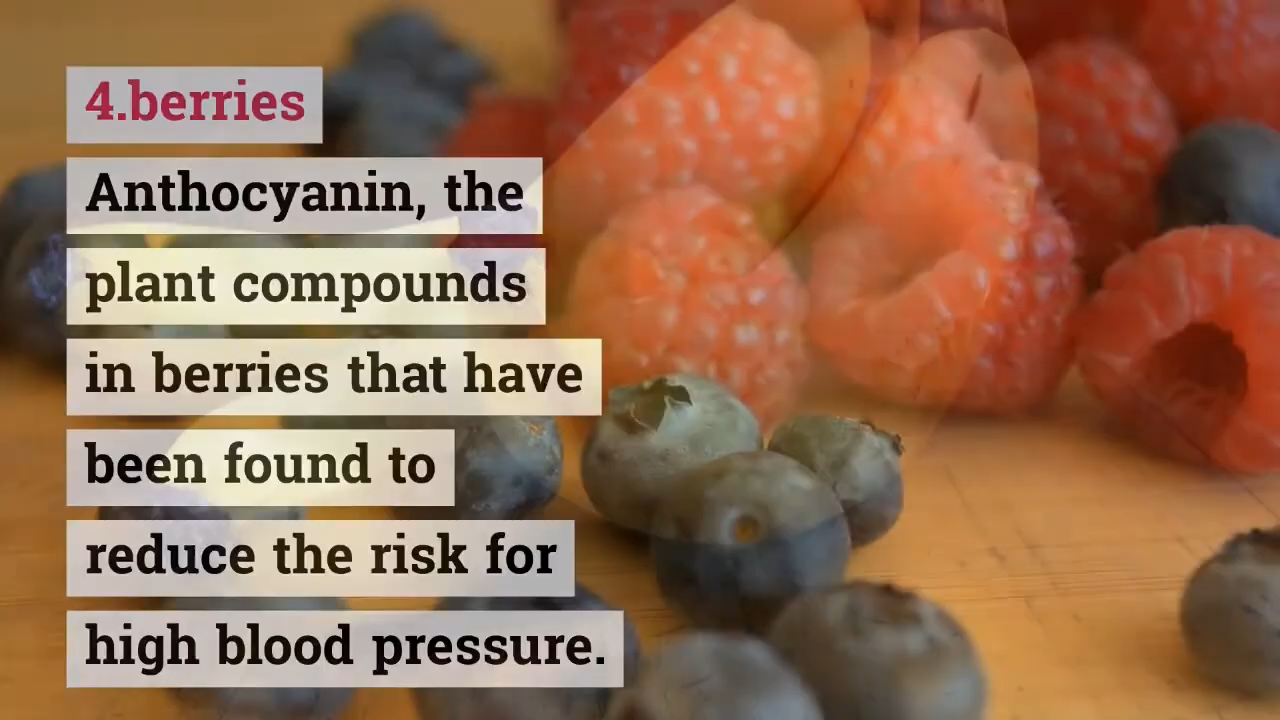 4.berries
Anthocyanin, the
plant compounds
in berries that have
been found to
reduce the risk for
high blood pressure.